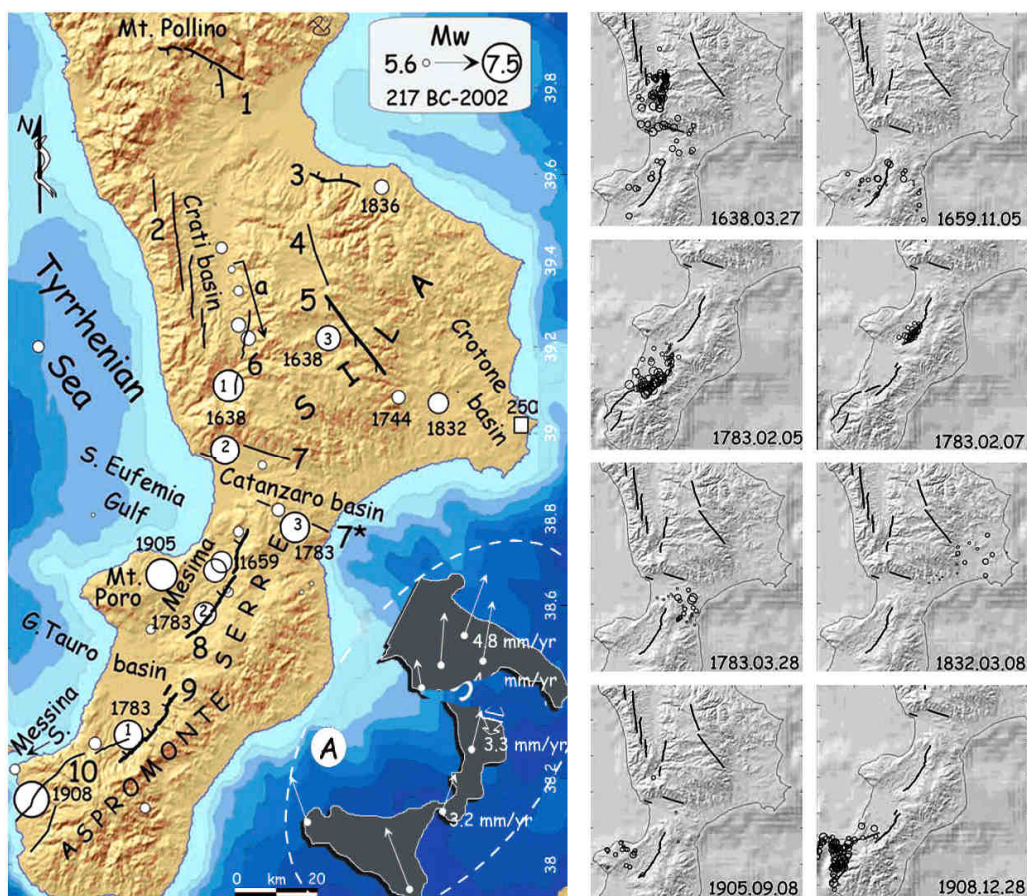 Mt. Pollino
Mw
5.6
7.5
217 BC-2002
39.8
1
N
39.6
3
1836
2
Crati basin
4
39.4
a
5
SILA
Tyrrhenian
Sea
Crotone
basin
39.2
3
1638
6
1
1638
1744
1832
250
39
2
7
S. Eufemia
Gulf
Catanzaro basin
38.8
3
7*
1905
1659
1783
Mt.
Poro
Mesima
SERRE
2
1783
8
38.6
G. Tauro basin
4.8 mm/yr
4 mm/yr
9
1783
1
Messina
S.
A
3.3 mm/yr
38.2
10
1908
ASPROMONTE
3.2 mm/yr
0 km 20
38
1638.03.27
1659.11.05
1783.02.05
1783.02.07
1783.03.28
1832.03.08
1905.09.08
1908.12.28